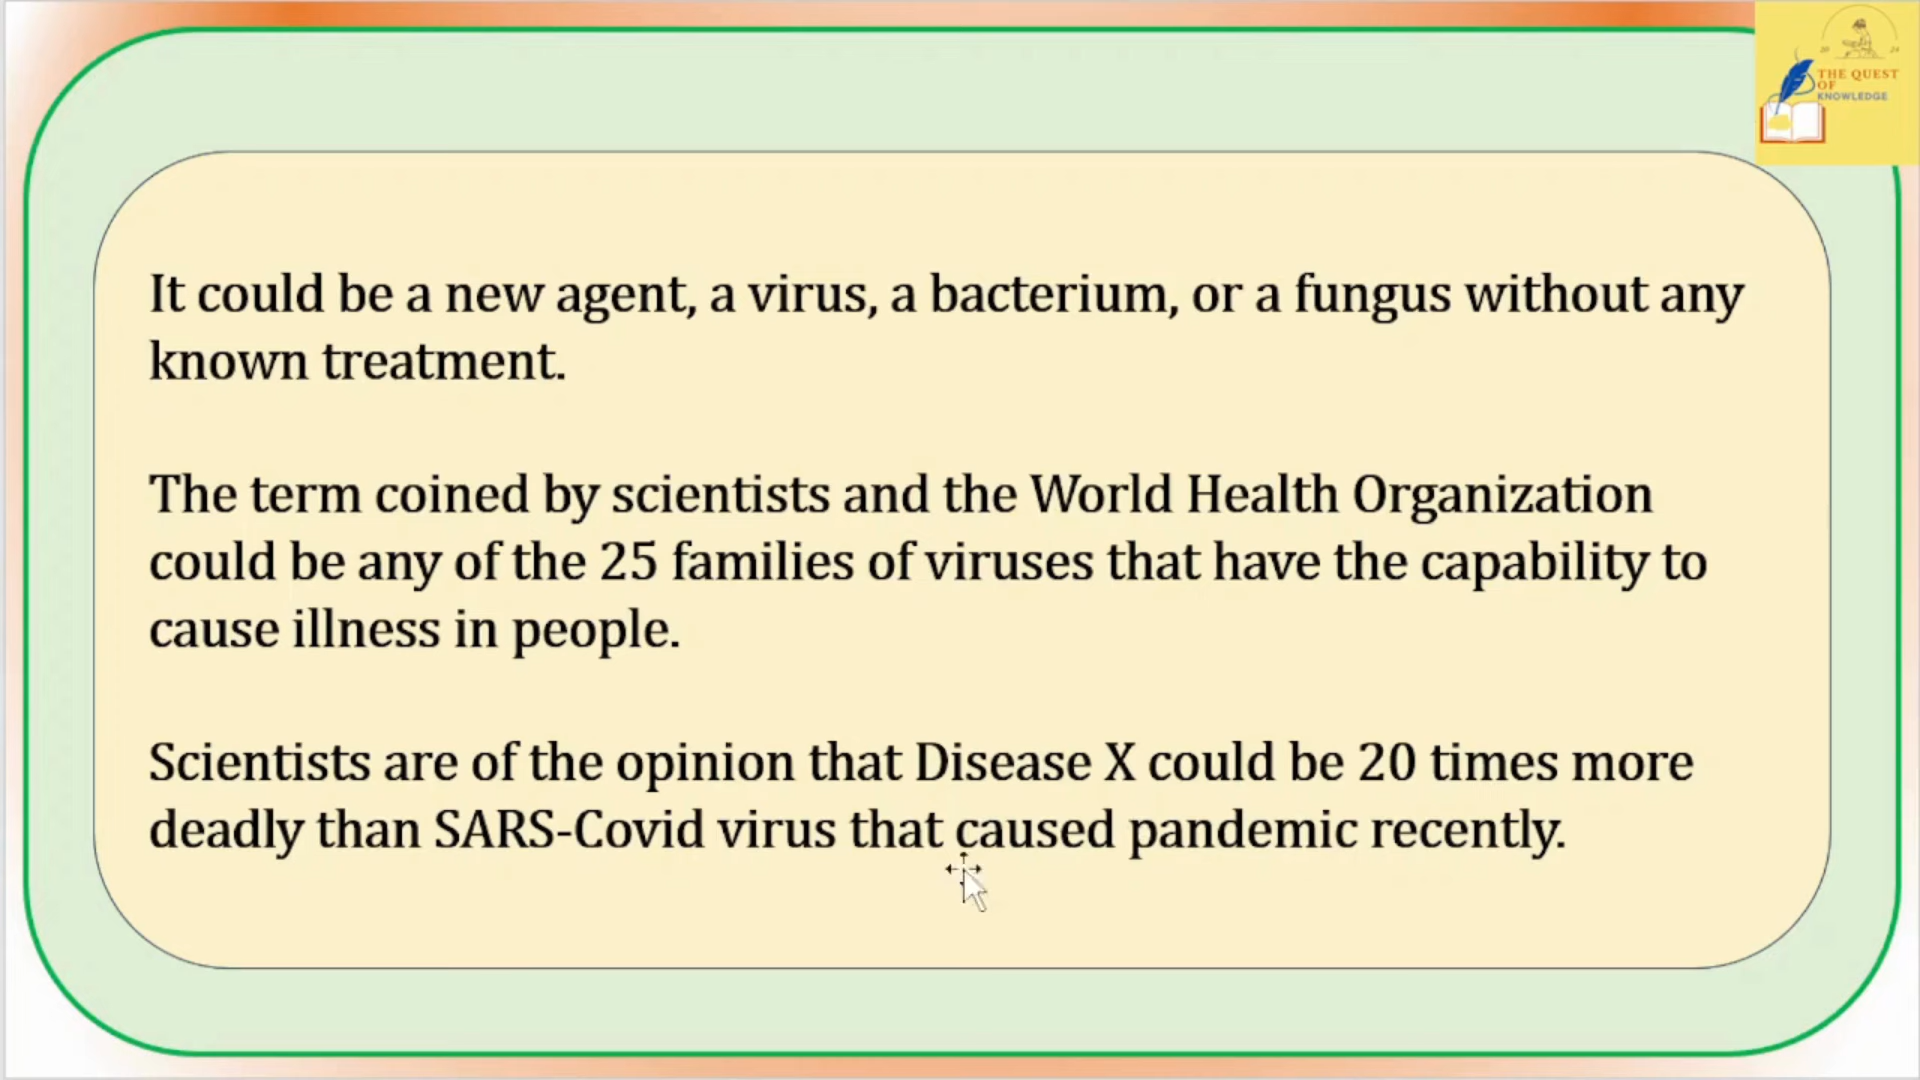 20 24
THE QUEST
OF
KNOWLEDGE
It could be a new agent, a virus, a bacterium, or a fungus without any
known treatment.
The term coined by scientists and the World Health Organization
could be any of the 25 families of viruses that have the capability to
cause illness in people.
Scientists are of the opinion that Disease X could be 20 times more
deadly than SARS-Covid virus that caused pandemic recently.